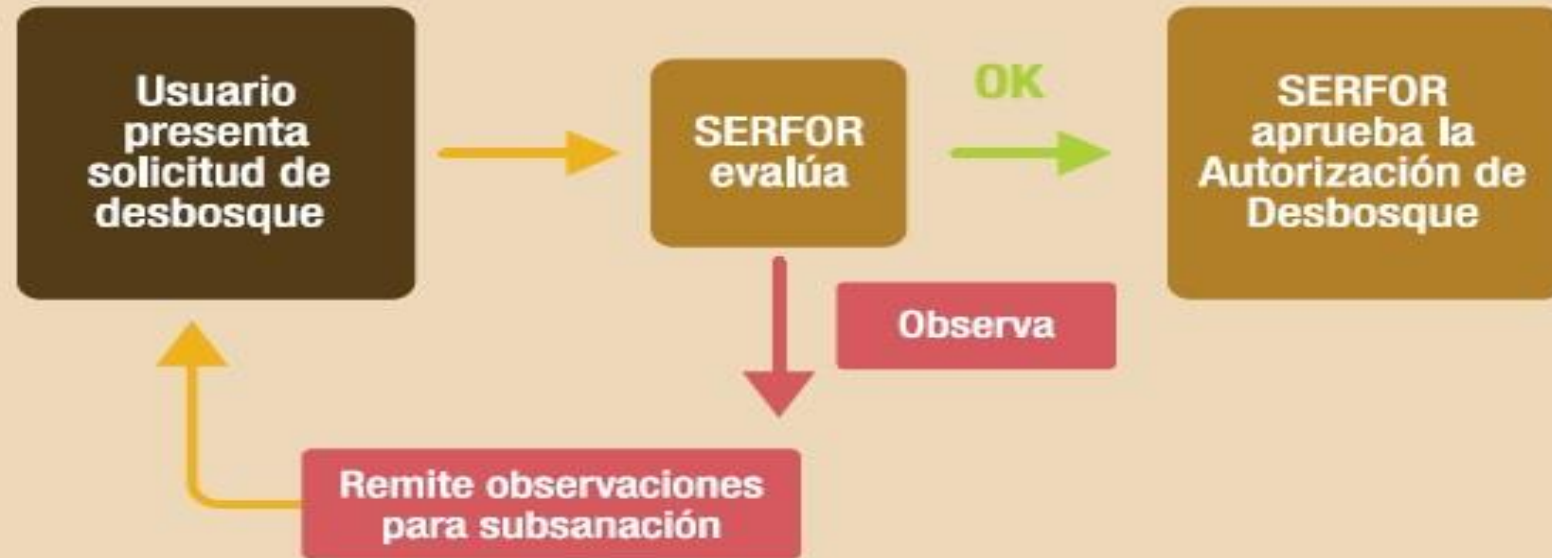 Usuario
presenta
solicitud de
desbosque
SERFOR
evalúa
OK
SERFOR
aprueba la
Autorización de
Desbosque
Observa
Remite observaciones
para subsanación